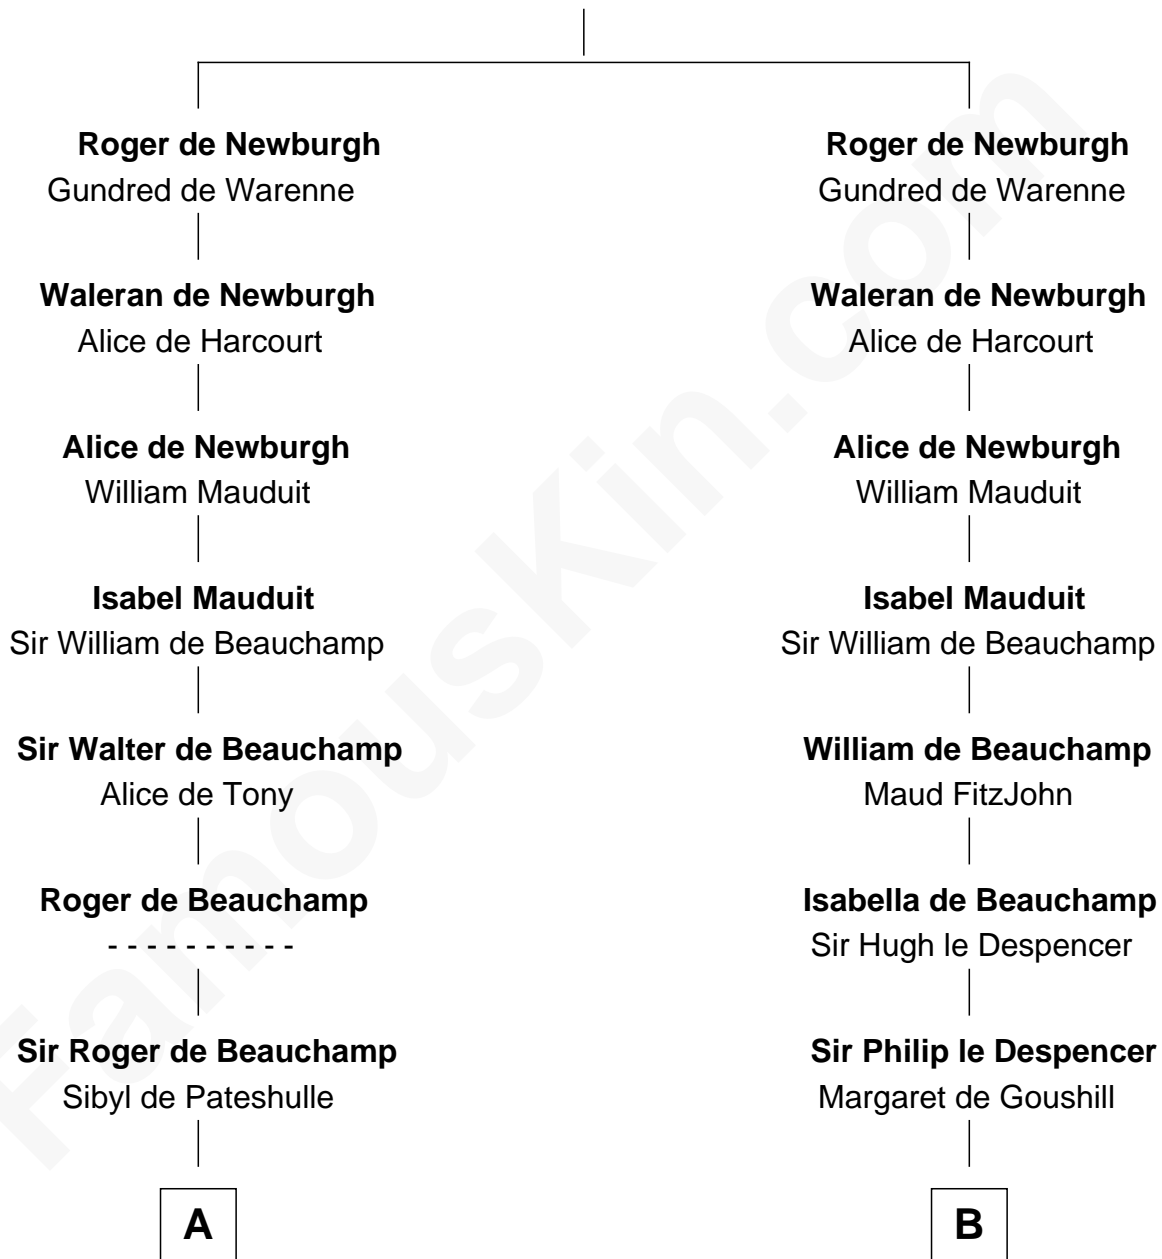 Roger de Newburgh
Gundred de Warenne
Waleran de Newburgh
Alice de Harcourt
Alice de Newburgh
William Mauduit
Isabel Mauduit
Sir William de Beauchamp
Sir Walter de Beauchamp
Alice de Tony
Roger de Beauchamp
- - - - - - - - - -
Sir Roger de Beauchamp
Sibyl de Pateshulle
A
Roger de Newburgh
Gundred de Warenne
Waleran de Newburgh
Alice de Harcourt
Alice de Newburgh
William Mauduit
Isabel Mauduit
Sir William de Beauchamp
William de Beauchamp
Maud FitzJohn
Isabella de Beauchamp
Sir Hugh le Despencer
Sir Philip le Despencer
Margaret de Goushill
B
FamousKin.com